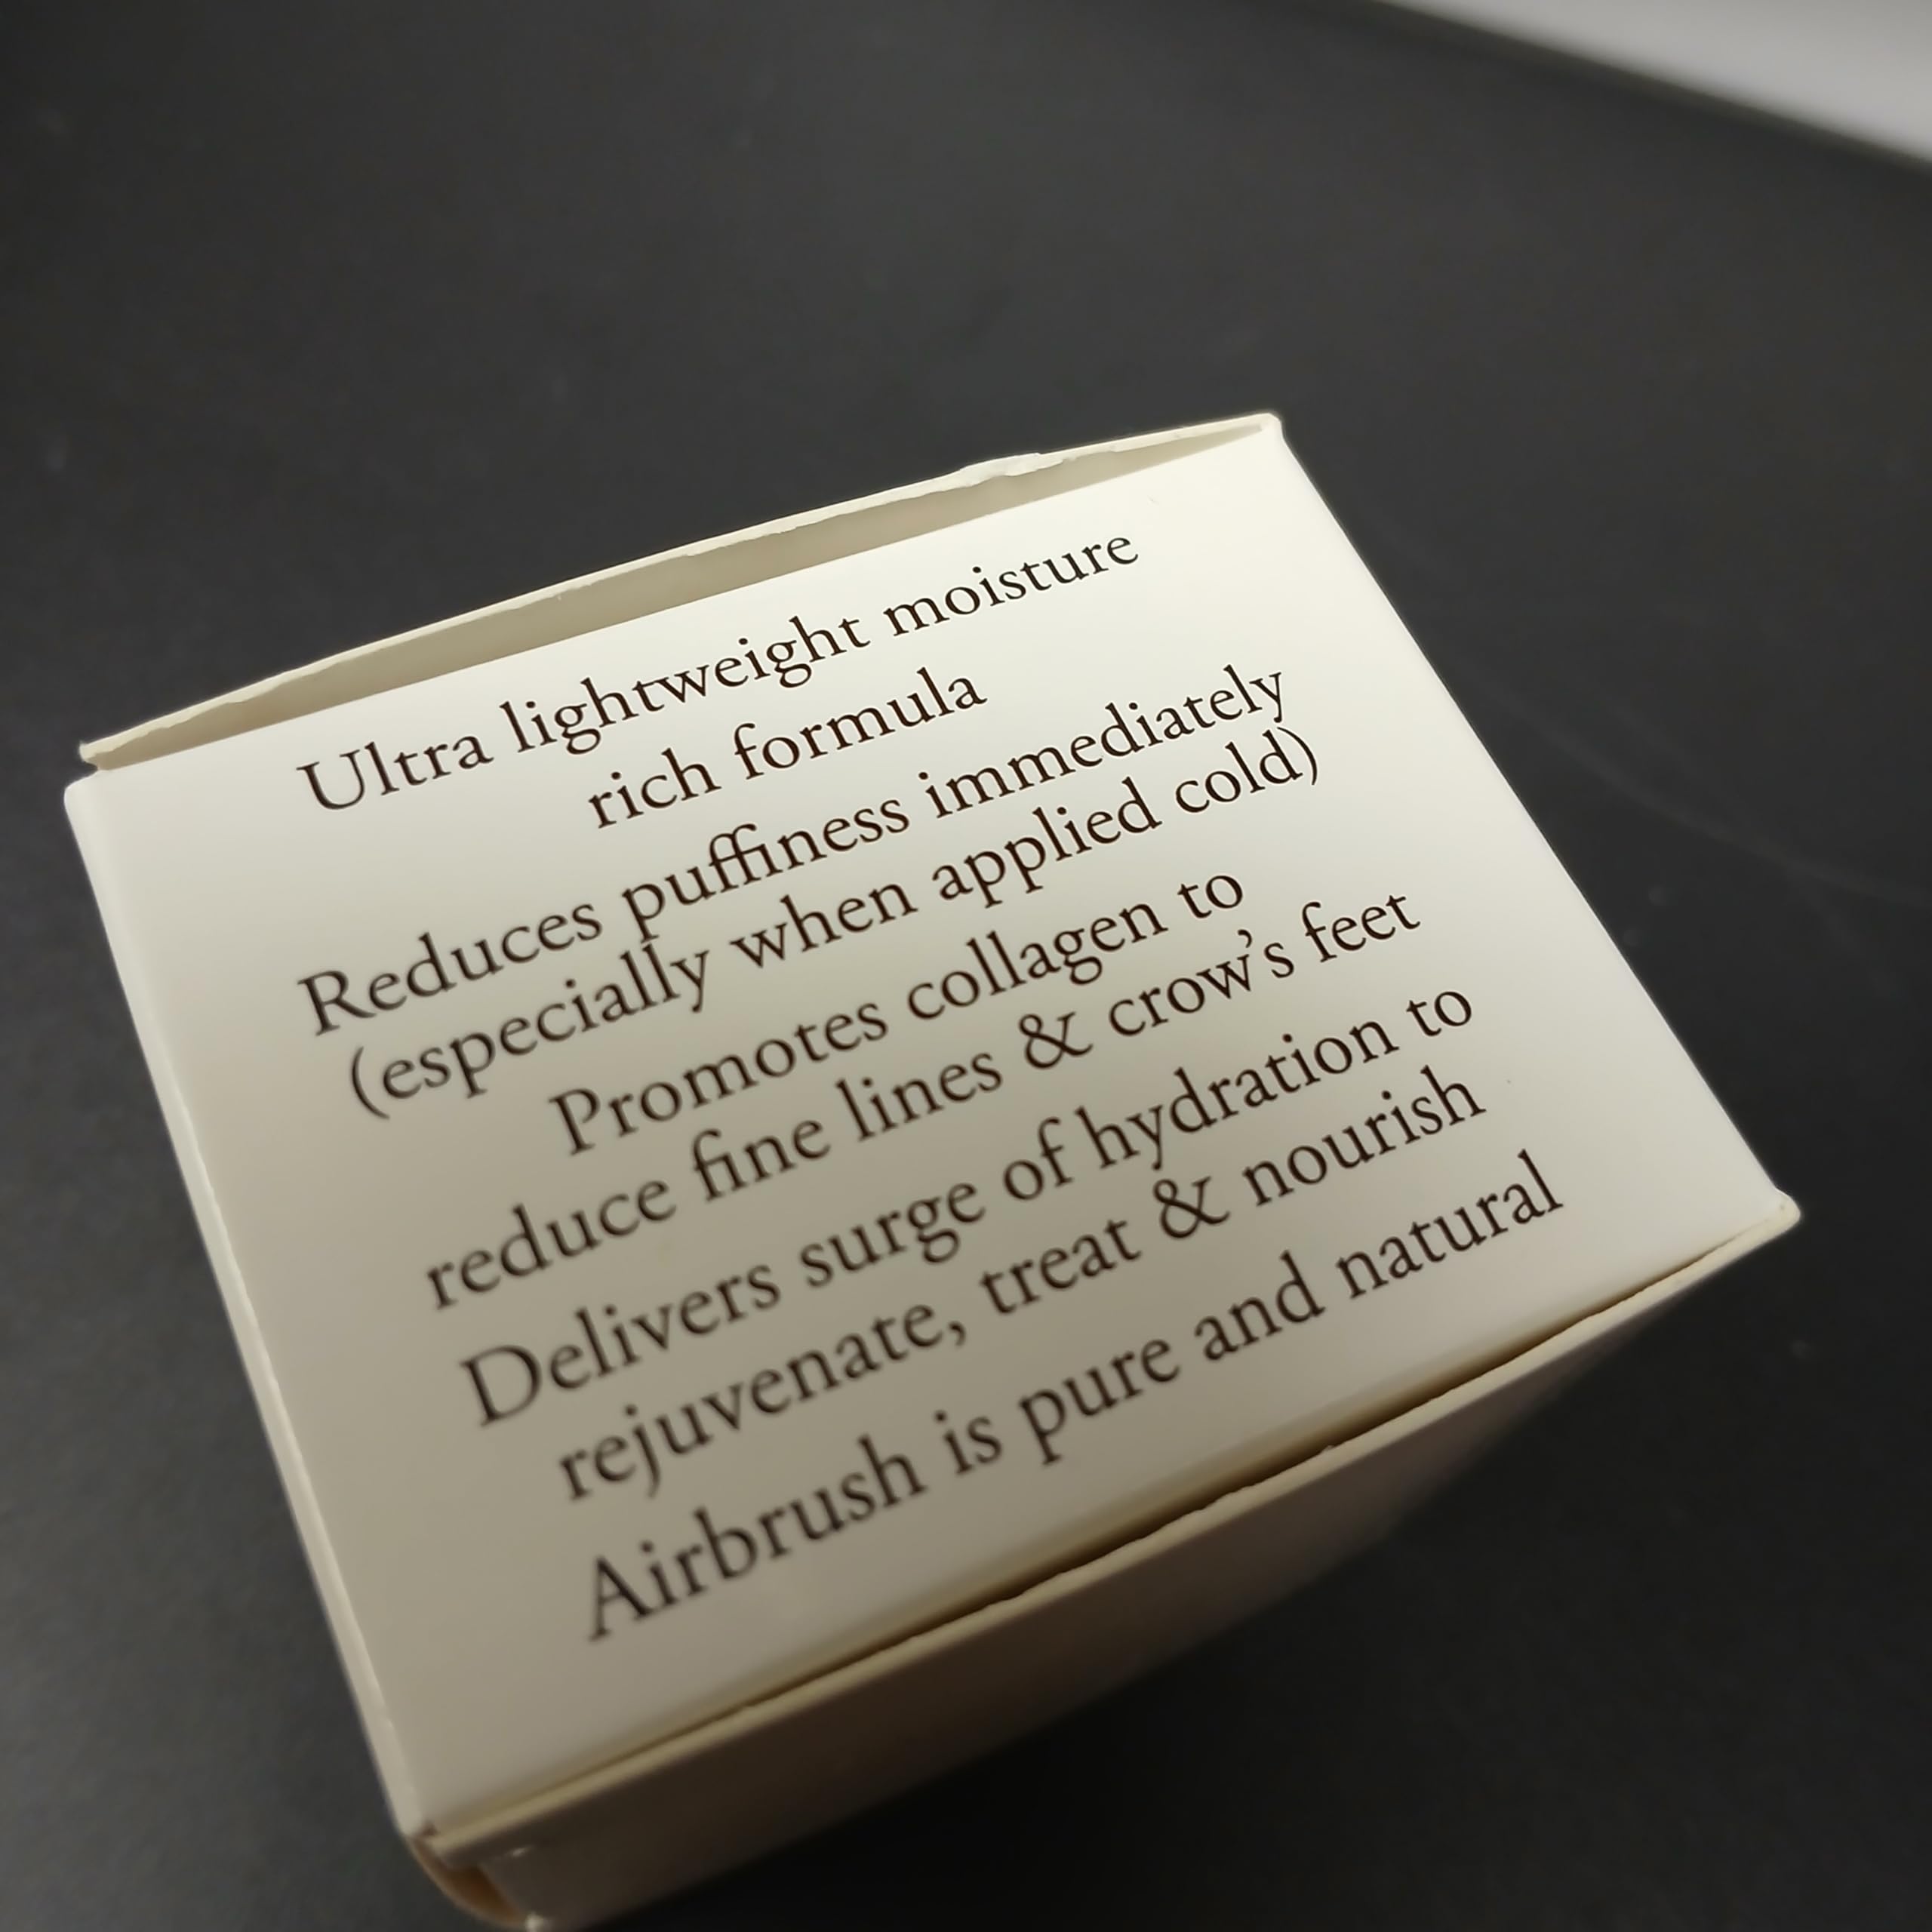 Ultra lightweight moisture
rich formula
Reduces puffiness immediately
(especially when applied cold)
Promotes collagen to
reduce fine lines & crow's feet
Delivers surge of hydration to
rejuvenate, treat & nourish
Airbrush is pure and natural